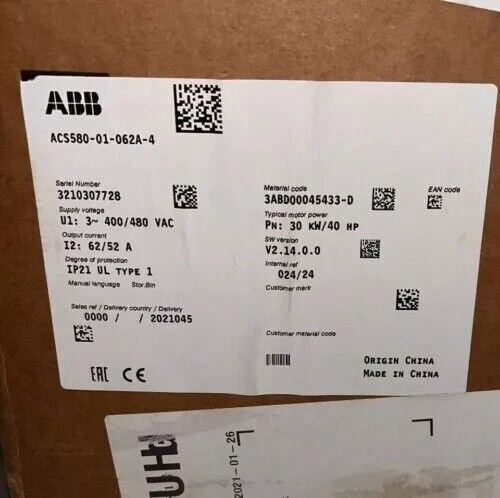 ABB
ACS580-01-062A-4
Serial Number
3210307728
Supply voltage
U1: 3~ 400/480 VAC
Output current
I2: 62/52 A
Degree of protection
IP21 UL TYPE 1
Manual language Stor.Bin
Sales ref / Delivery country / Delivery
0000 / / 2021045
Material code
3ABD00045433-D
EAN code
Typical motor power
PN: 30 KW/40 HP
SW version
V2.14.0.0
Internal ref
024/24
Customer mark
Customer material code
ORIGIN CHINA
MADE IN CHINA
EAC CE
UH
2021-01-26